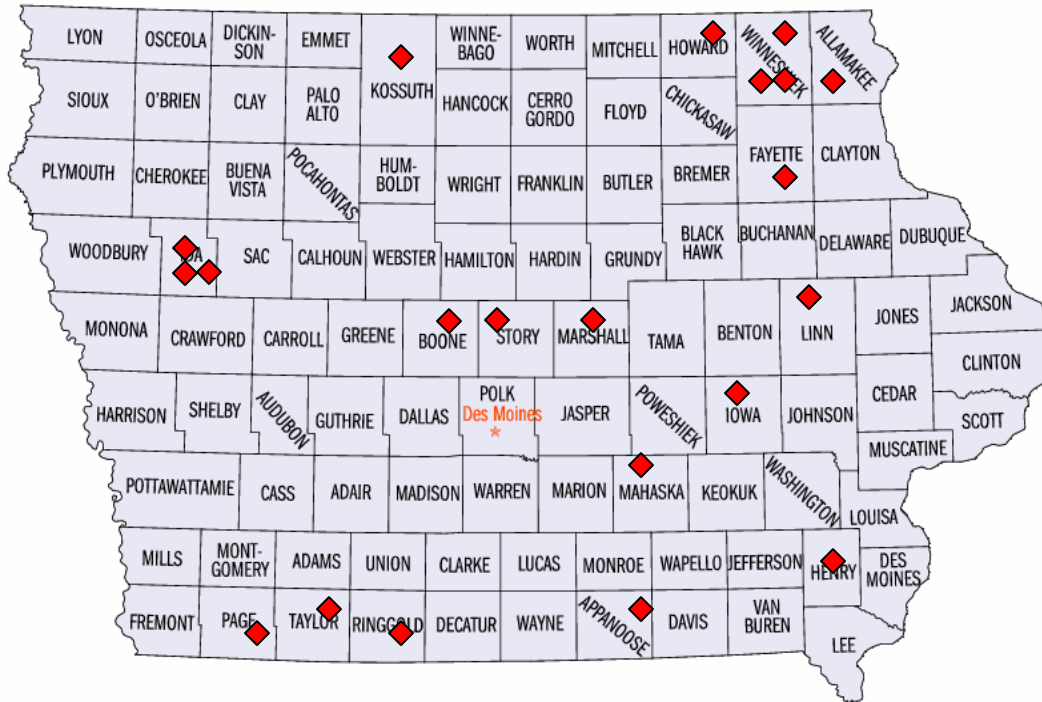 LYON
OSCEOLA
DICKIN-
SON
EMMET
WINNE-
BAGO
WORTH
MITCHELL
HOWARD
WINNESHIEK
ALLAMAKEE
KOSSUTH
SIOUX
O'BRIEN
CLAY
PALO
ALTO
HANCOCK
CERRO
GORDO
FLOYD
CHICKASAW
FAYETTE
CLAYTON
PLYMOUTH
CHEROKEE
BUENA
VISTA
POCAHONTAS
HUM-
BOLDT
WRIGHT
FRANKLIN
BUTLER
BREMER
WOODBURY
IDA
SAC
CALHOUN
WEBSTER
HAMILTON
HARDIN
GRUNDY
BLACK
HAWK
BUCHANAN
DELAWARE
DUBUQUE
MONONA
CRAWFORD
CARROLL
GREENE
BOONE
STORY
MARSHALL
TAMA
BENTON
LINN
JONES
JACKSON
CLINTON
HARRISON
SHELBY
AUDUBON
GUTHRIE
DALLAS
POLK
Des Moines
JASPER
POWESHIEK
IOWA
JOHNSON
CEDAR
SCOTT
MUSCATINE
POTTAWATTAMIE
CASS
ADAIR
MADISON
WARREN
MARION
MAHASKA
KEOKUK
WASHINGTON
LOUISA
MILLS
MONT-
GOMERY
ADAMS
UNION
CLARKE
LUCAS
MONROE
WAPELLO
JEFFERSON
HENRY
DES
MOINES
FREMONT
PAGE
TAYLOR
RINGGOLD
DECATUR
WAYNE
APPANOOSE
DAVIS
VAN
BUREN
LEE